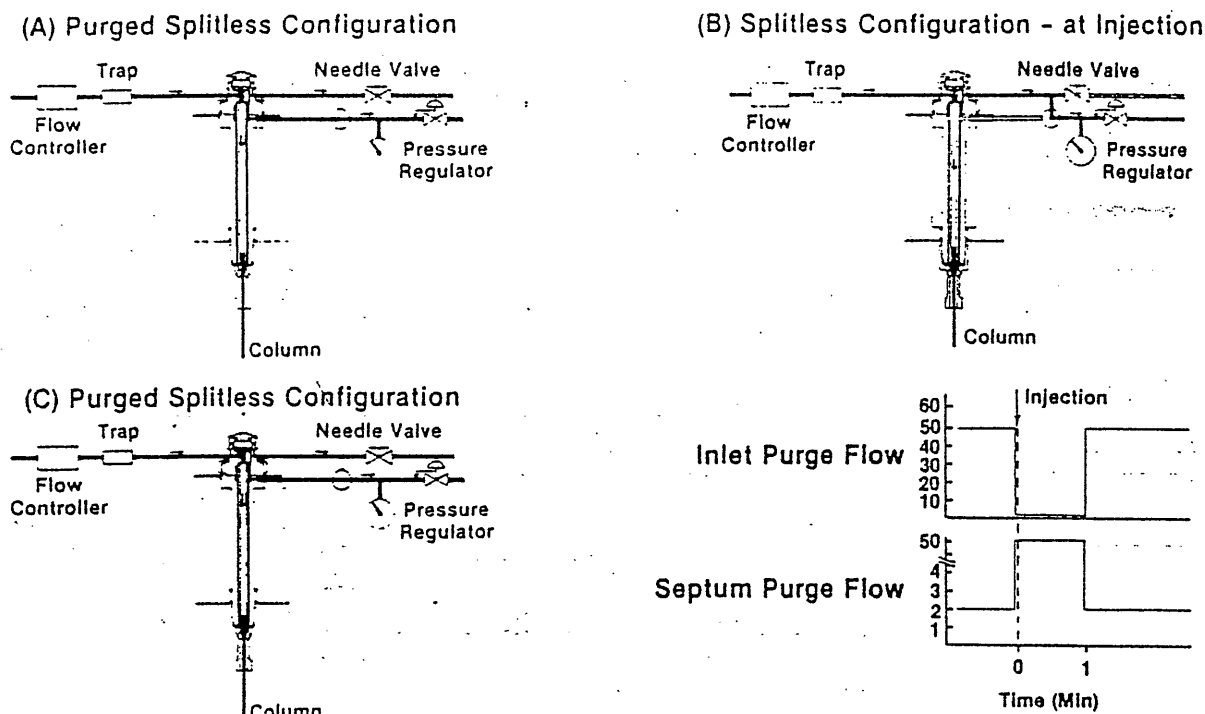 (A) Purged Splitless Configuration
Trap
Needle Valve
Flow
Controller
Pressure
Regulator
Column
(B) Splitless Configuration - at Injection
Trap
Needle Valve
Flow
Controller
Pressure
Regulator
Column
(C) Purged Splitless Configuration
Trap
Needle Valve
Flow
Controller
Pressure
Regulator
Column
Injection
Inlet Purge Flow
60
50
40
30
20
10
Septum Purge Flow
50
4
3
2
1
0 1
Time (Min)